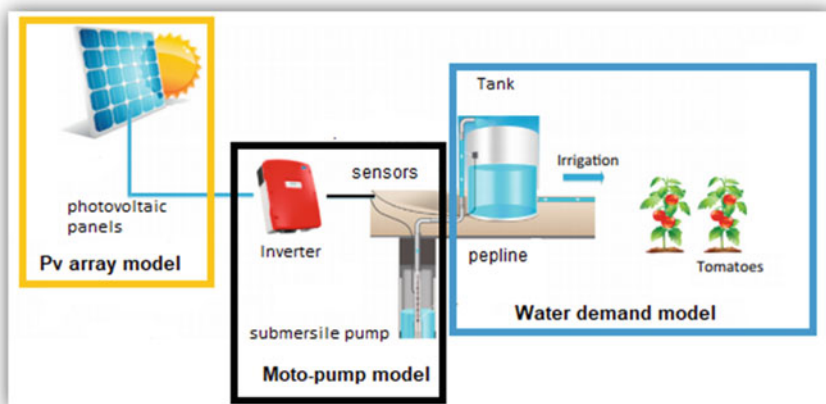 photovoltaic
panels
Pv array model
sensors
Inverter
submersile pump
Moto-pump model
Tank
Irrigation
pepline
Tomatoes
Water demand model